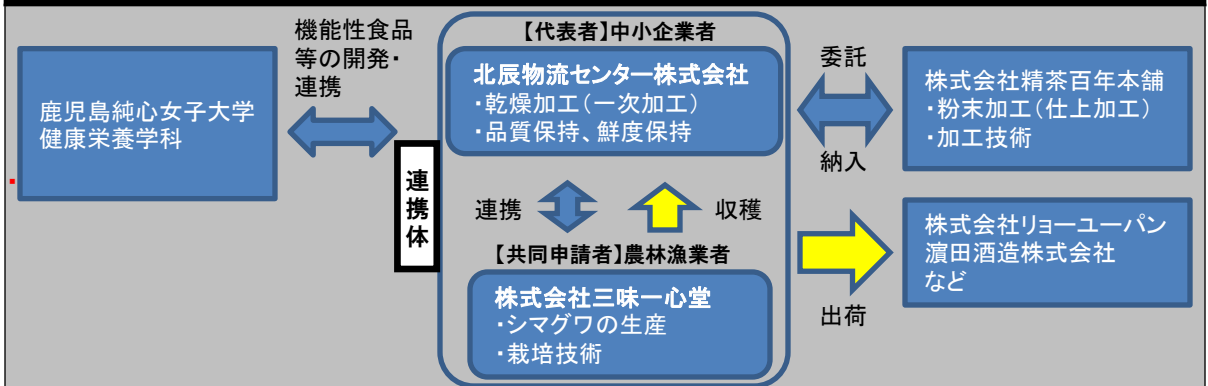 鹿児島純心女子大学
健康栄養学科
機能性食品
等の開発・
連携
連携体
【代表者】中小企業者
北辰物流センター株式会社
・乾燥加工（一次加工）
・品質保持、鮮度保持
連携
収穫
【共同申請者】農林漁業者
株式会社三味一心堂
・シマグワの生産
・栽培技術
委託
納入
株式会社精茶百年本舗
・粉末加工（仕上加工）
・加工技術
出荷
株式会社リョーユーパン
濵田酒造株式会社
など